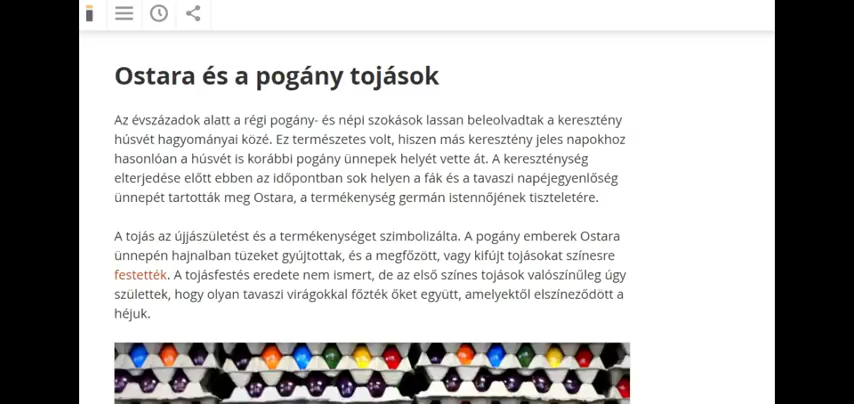 Ostara és a pogány tojások
Az évszázadok alatt a régi pogány- és népi szokások lassan beleolvadtak a keresztény
húsvét hagyományai közé. Ez természetes volt, hiszen más keresztény jeles napokhoz
hasonlóan a húsvét is korábbi pogány ünnepek helyét vette át. A kereszténység
elterjedése előtt ebben az időpontban sok helyen a fák és a tavaszi napéjegyenlőség
ünnepét tartották meg Ostara, a termékenység germán istennőjének tiszteletére.
A tojás az újjászületést és a termékenységet szimbolizálta. A pogány emberek Ostara
ünnepén hajnalban tüzeket gyújtottak, és a megfőzött, vagy kifújt tojásokat színesre
festették. A tojásfestés eredete nem ismert, de az első színes tojások valószínűleg úgy
születtek, hogy olyan tavaszi virágokkal főzték őket együtt, amelyektől elszíneződött a
héjuk.